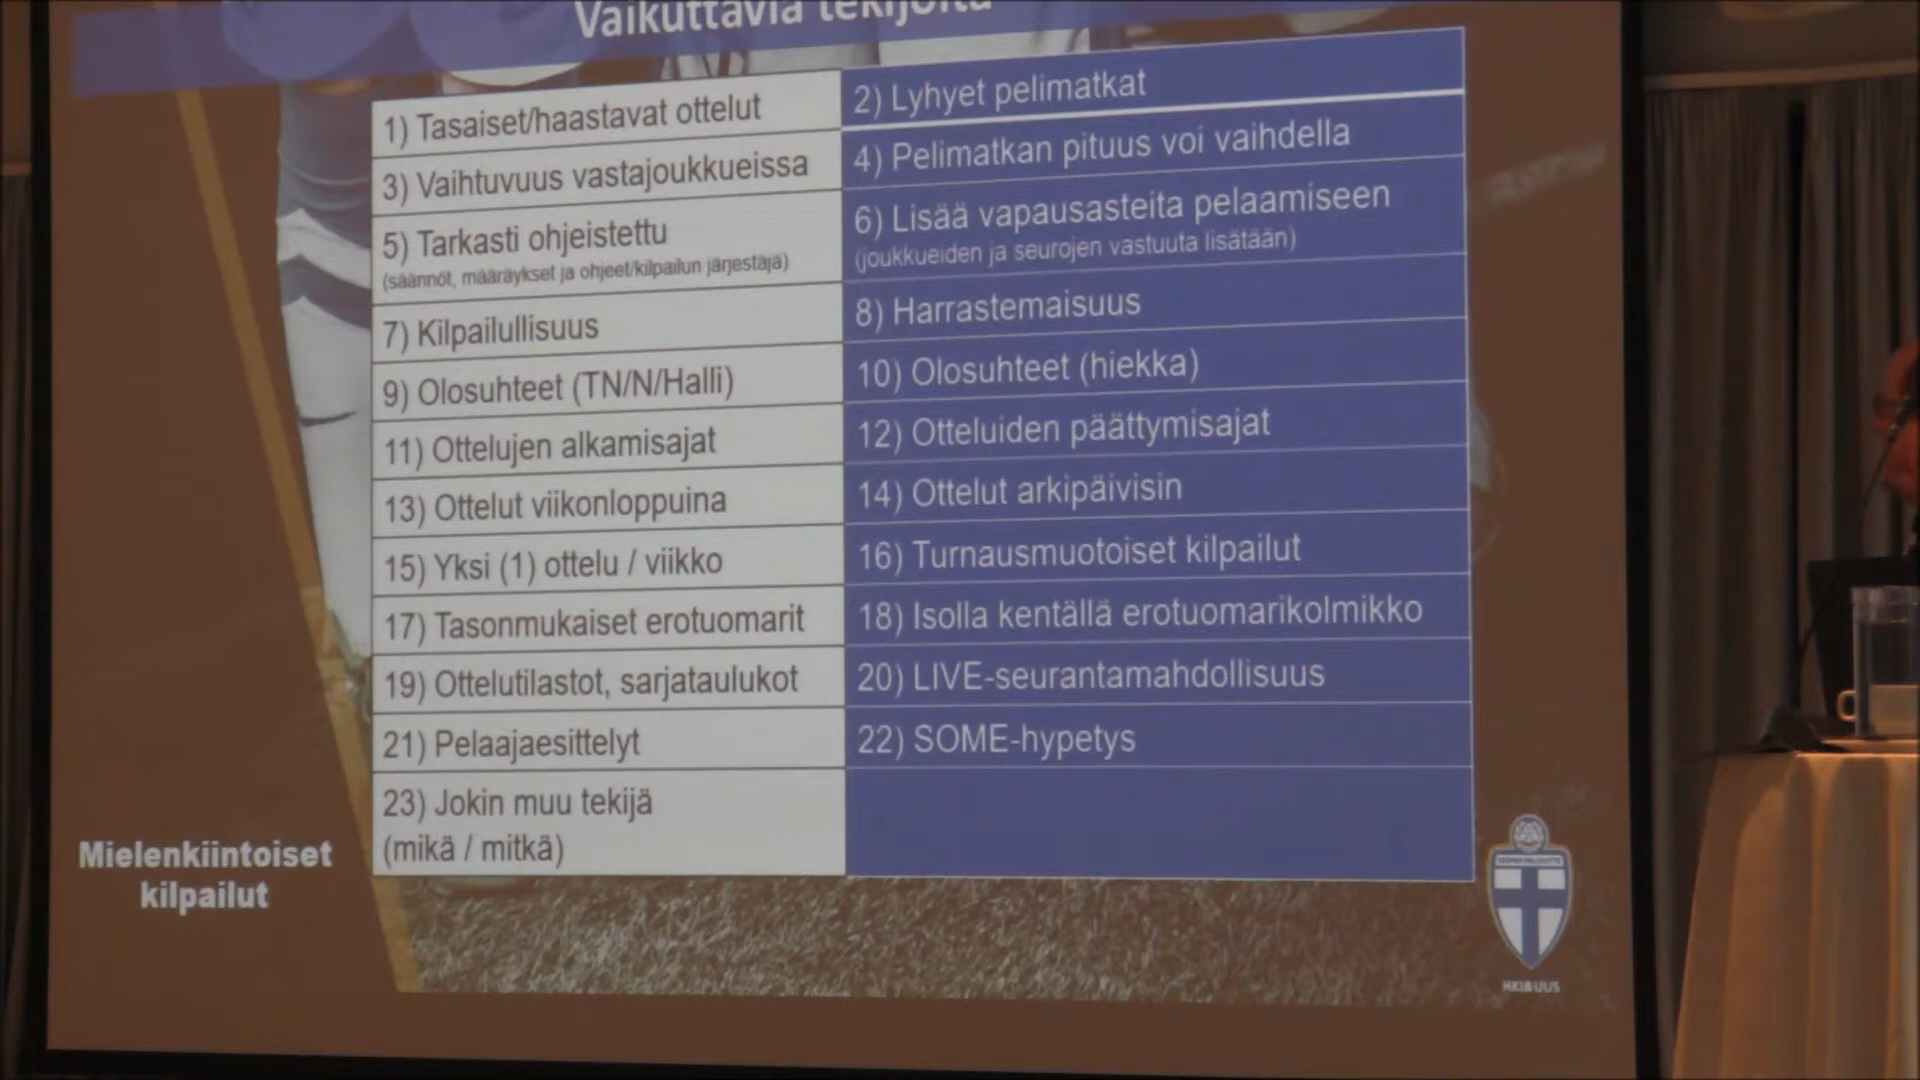 Vaikuttavia tekijöitä
1) Tasaiset/haastavat ottelut
2) Lyhyet pelimatkat
3) Vaihtuvuus vastajoukkueissa
4) Pelimatkan pituus voi vaihdella
5) Tarkasti ohjeistettu
(säännöt, määräykset ja ohjeet/kilpailun järjestäjä)
6) Lisää vapausasteita pelaamiseen
(joukkueiden ja seurojen vastuuta lisätään)
7) Kilpailullisuus
8) Harrastemaisuus
9) Olosuhteet (TN/N/Halli)
10) Olosuhteet (hiekka)
11) Ottelujen alkamisajat
12) Otteluiden päättymisajat
13) Ottelut viikonloppuina
14) Ottelut arkipäivisin
15) Yksi (1) ottelu / viikko
16) Turnausmuotoiset kilpailut
17) Tasonmukaiset erotuomarit
18) Isolla kentällä erotuomarikolmikko
19) Ottelutilastot, sarjataulukot
20) LIVE-seurantamahdollisuus
21) Pelaajaesittelyt
22) SOME-hypetys
23) Jokin muu tekijä
(mikä / mitkä)
Mielenkiintoiset
kilpailut
HKI&UUS